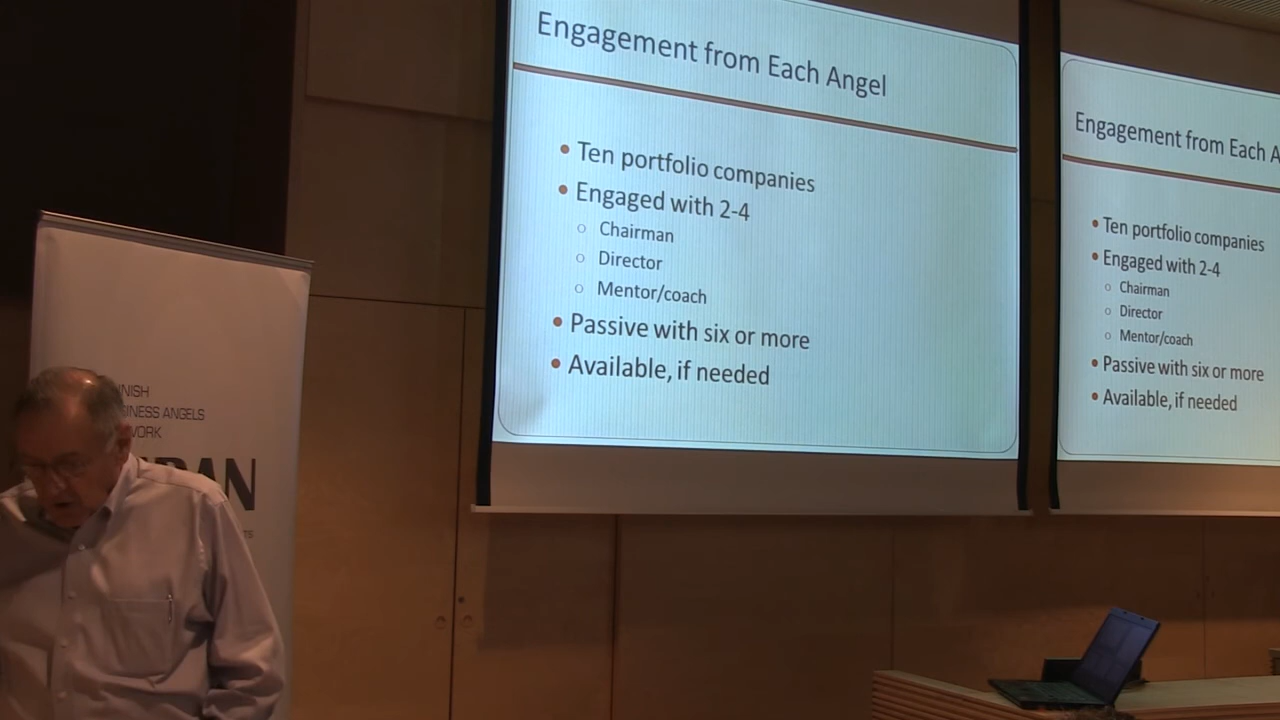 Engagement from Each Angel
• Ten portfolio companies
• Engaged with 2-4
○ Chairman
○ Director
○ Mentor/coach
• Passive with six or more
• Available, if needed
Engagement from Each A
• Ten portfolio companies
• Engaged with 2-4
○ Chairman
○ Director
○ Mentor/coach
• Passive with six or more
• Available, if needed
NISH
INESS ANGELS
WORK
BAN
TS